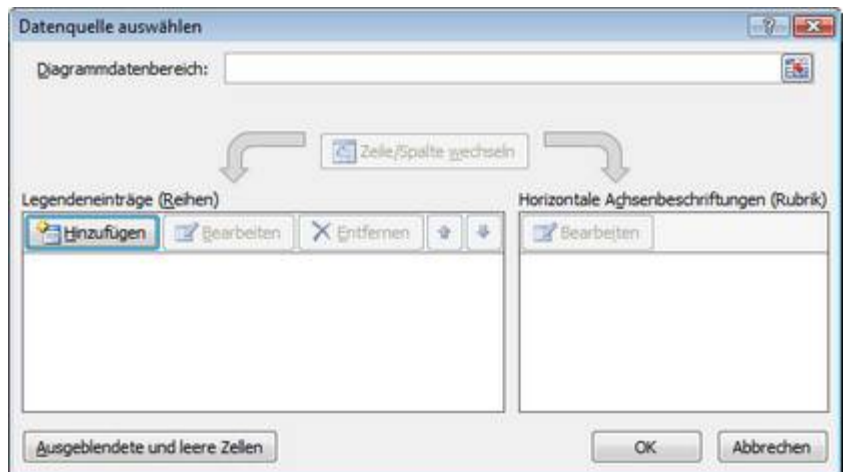 Datenquelle auswählen
Diagrammdatenbereich:
Zeile/Spalte wechseln
Legendeneinträge (Reihen)
Horizontale Achsenbeschriftungen (Rubrik)
Hinzufügen Bearbeiten Entfernen Bearbeiten
Ausgeblendete und leere Zellen OK Abbrechen